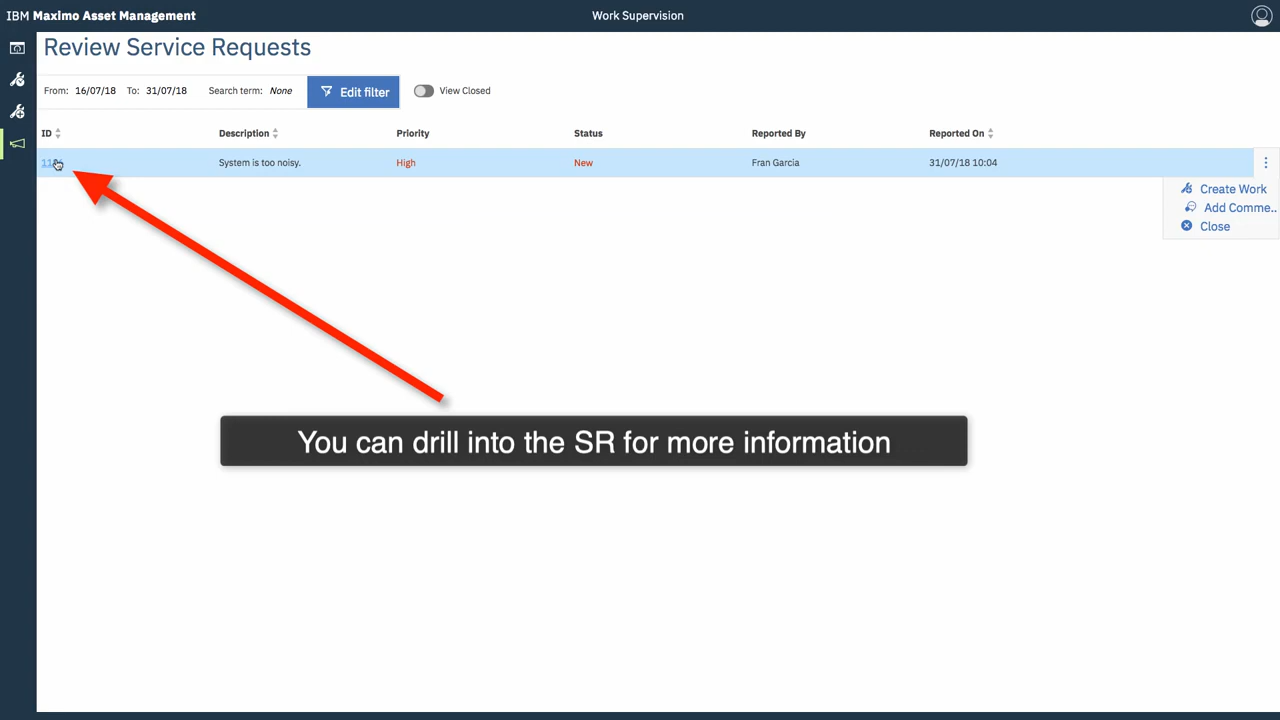 IBM Maximo Asset Management
Work Supervision
Review Service Requests
From: 16/07/18 To: 31/07/18 Search term: None Edit filter View Closed
ID Description Priority Status Reported By Reported On
System is too noisy. High New Fran Garcia 31/07/18 10:04
Create Work
Add Comme..
Close
You can drill into the SR for more information